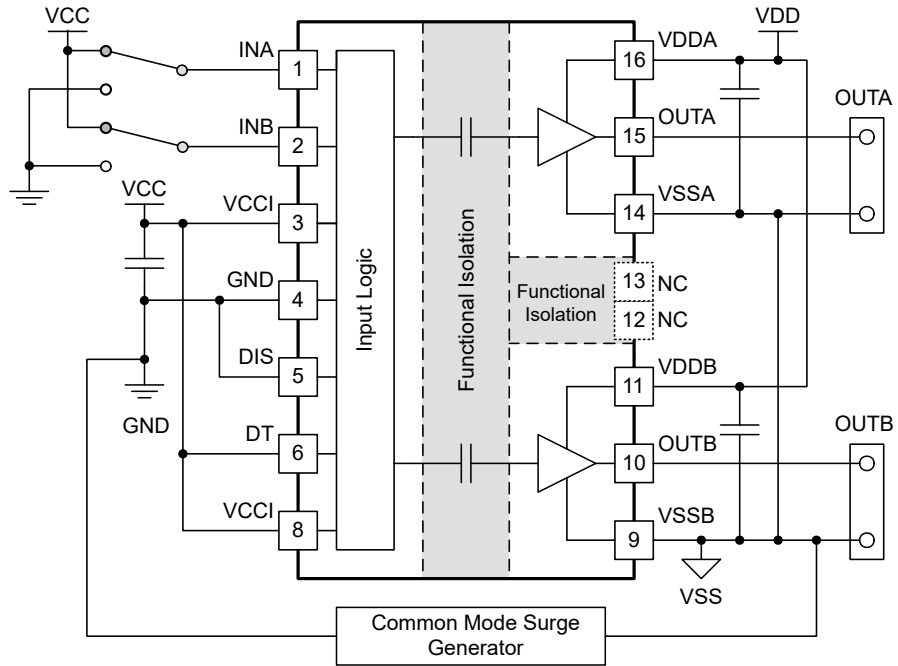 VCC
INA
1
INB
2
VCC
VCCI
3
GND
4
DIS
5
GND
DT
6
VCCI
8
Input Logic
Functional Isolation
Functional
Isolation
VDD
VDDA
16
OUTA
15
VSSA
14
13
NC
12
NC
VDDB
11
OUTB
10
VSSB
9
VSS
OUTA
OUTB
Common Mode Surge
Generator